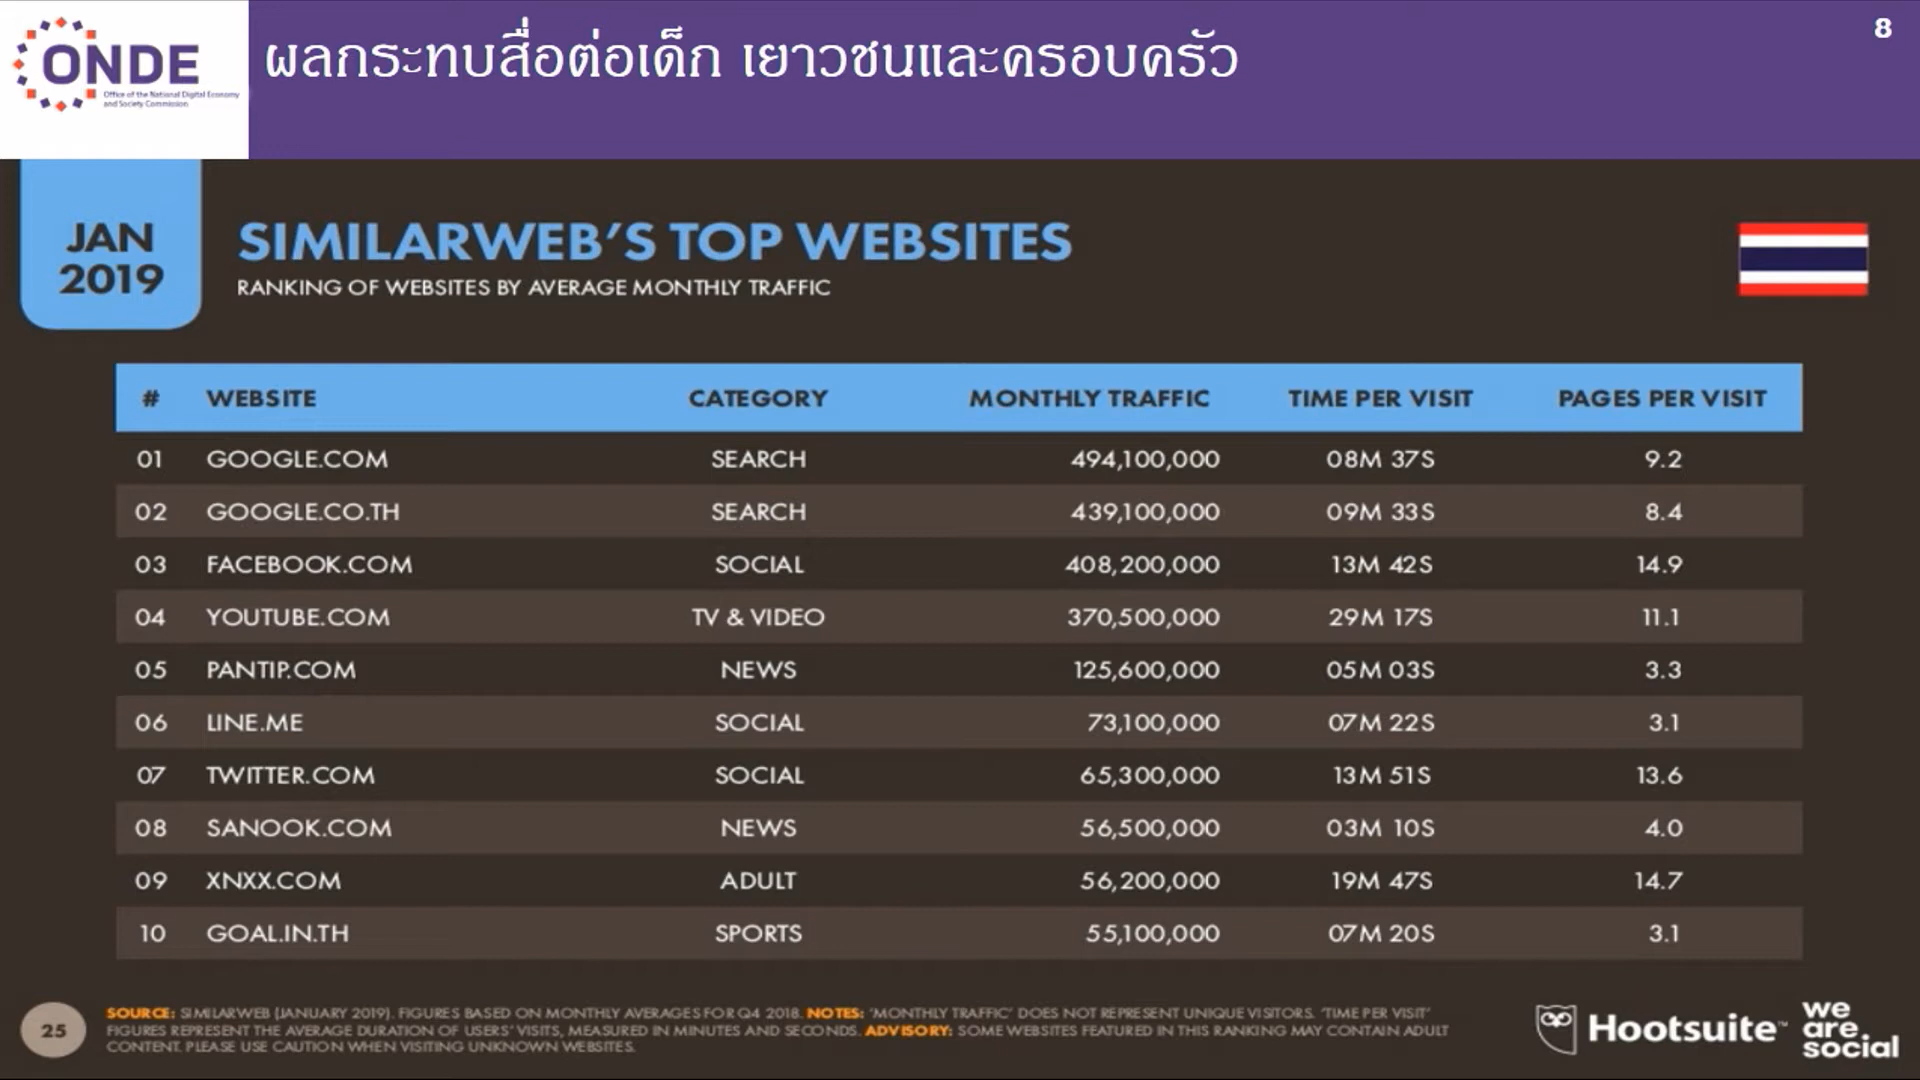 ONDE
Office of the National Digital Economy
and Society Commission
ผลกระทบสื่อต่อเด็ก เยาวชนและครอบครัว
8
JAN
2019
SIMILARWEB'S TOP WEBSITES
RANKING OF WEBSITES BY AVERAGE MONTHLY TRAFFIC
# WEBSITE CATEGORY MONTHLY TRAFFIC TIME PER VISIT PAGES PER VISIT
01 GOOGLE.COM SEARCH 494,100,000 08M 37S 9.2
02 GOOGLE.CO.TH SEARCH 439,100,000 09M 33S 8.4
03 FACEBOOK.COM SOCIAL 408,200,000 13M 42S 14.9
04 YOUTUBE.COM TV & VIDEO 370,500,000 29M 17S 11.1
05 PANTIP.COM NEWS 125,600,000 05M 03S 3.3
06 LINE.ME SOCIAL 73,100,000 07M 22S 3.1
07 TWITTER.COM SOCIAL 65,300,000 13M 51S 13.6
08 SANOOK.COM NEWS 56,500,000 03M 10S 4.0
09 XNXX.COM ADULT 56,200,000 19M 47S 14.7
10 GOAL.IN.TH SPORTS 55,100,000 07M 20S 3.1
25
SOURCE: SIMILARWEB (JANUARY 2019). FIGURES BASED ON MONTHLY AVERAGES FOR Q4 2018. NOTES: 'MONTHLY TRAFFIC' DOES NOT REPRESENT UNIQUE VISITORS. 'TIME PER VISIT'
FIGURES REPRESENT THE AVERAGE DURATION OF USERS' VISITS, MEASURED IN MINUTES AND SECONDS. ADVISORY: SOME WEBSITES FEATURED IN THIS RANKING MAY CONTAIN ADULT
CONTENT. PLEASE USE CAUTION WHEN VISITING UNKNOWN WEBSITES.
Hootsuite™
we
are.
social